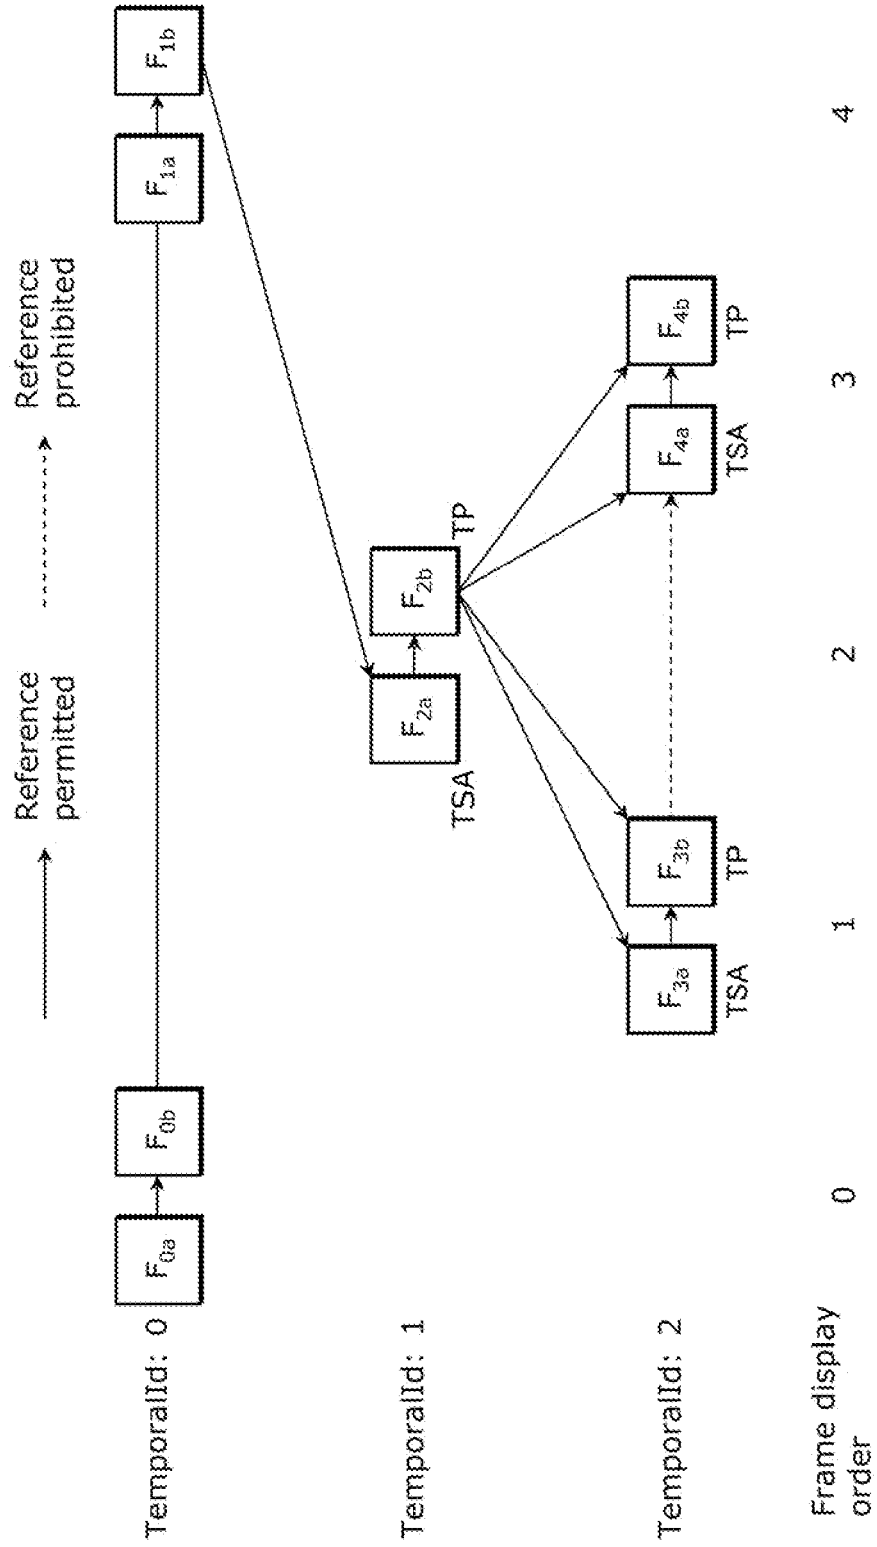 Reference
permitted
Reference
prohibited
TemporalId: 0
F0a
F0b
F1a
F1b
TemporalId: 1
F2a
F2b
TSA
TP
TemporalId: 2
F3a
F3b
F4a
F4b
TSA
TP
TSA
TP
Frame display
order
0
1
2
3
4